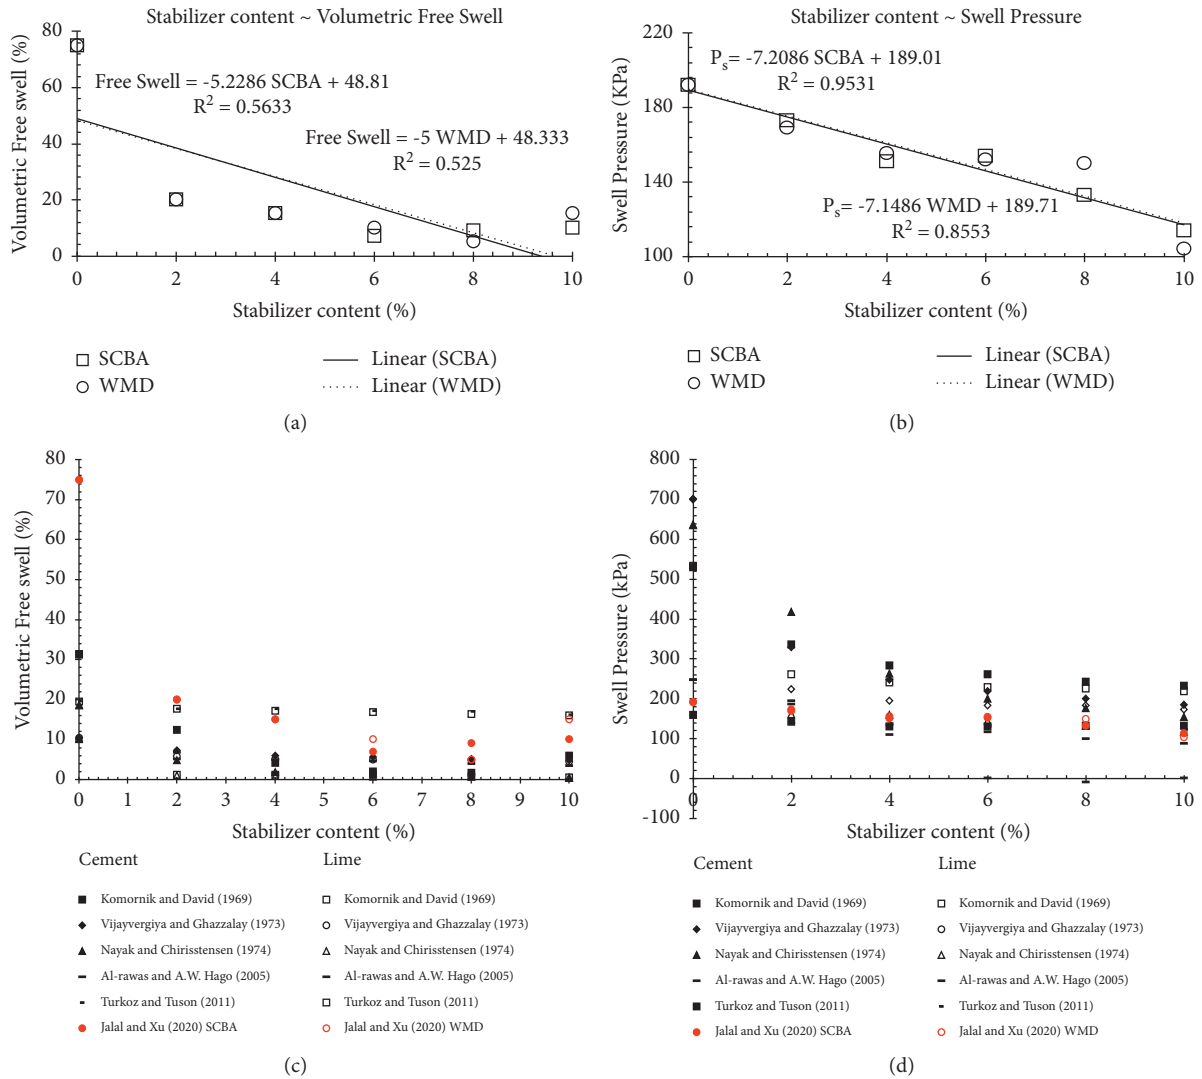 Stabilizer content ~ Volumetric Free Swell
Volumetric Free swell (%)
80
60
40
20
0
Free Swell = -5.2286 SCBA + 48.81
R² = 0.5633
Free Swell = -5 WMD + 48.333
R² = 0.525
0 2 4 6 8 10
Stabilizer content (%)
SCBA
Linear (SCBA)
WMD
Linear (WMD)
(a)
Stabilizer content ~ Swell Pressure
Swell Pressure (KPa)
220
180
140
100
Pₛ= -7.2086 SCBA + 189.01
R² = 0.9531
Pₛ= -7.1486 WMD + 189.71
R² = 0.8553
0 2 4 6 8 10
Stabilizer content (%)
SCBA
Linear (SCBA)
WMD
Linear (WMD)
(b)
Volumetric Free swell (%)
80
70
60
50
40
30
20
10
0
0 1 2 3 4 5 6 7 8 9 10
Stabilizer content (%)
Cement
Lime
Komornik and David (1969)
Komornik and David (1969)
Vijayvergiya and Ghazzalay (1973)
Vijayvergiya and Ghazzalay (1973)
Nayak and Chirisstensen (1974)
Nayak and Chirisstensen (1974)
Al-rawas and A.W. Hago (2005)
Al-rawas and A.W. Hago (2005)
Turkoz and Tuson (2011)
Turkoz and Tuson (2011)
Jalal and Xu (2020) SCBA
Jalal and Xu (2020) WMD
(c)
Swell Pressure (kPa)
800
700
600
500
400
300
200
100
0
-100
0 2 4 6 8 10
Stabilizer content (%)
Cement
Lime
Komornik and David (1969)
Komornik and David (1969)
Vijayvergiya and Ghazzalay (1973)
Vijayvergiya and Ghazzalay (1973)
Nayak and Chirisstensen (1974)
Nayak and Chirisstensen (1974)
Al-rawas and A.W. Hago (2005)
Al-rawas and A.W. Hago (2005)
Turkoz and Tuson (2011)
Turkoz and Tuson (2011)
Jalal and Xu (2020) SCBA
Jalal and Xu (2020) WMD
(d)